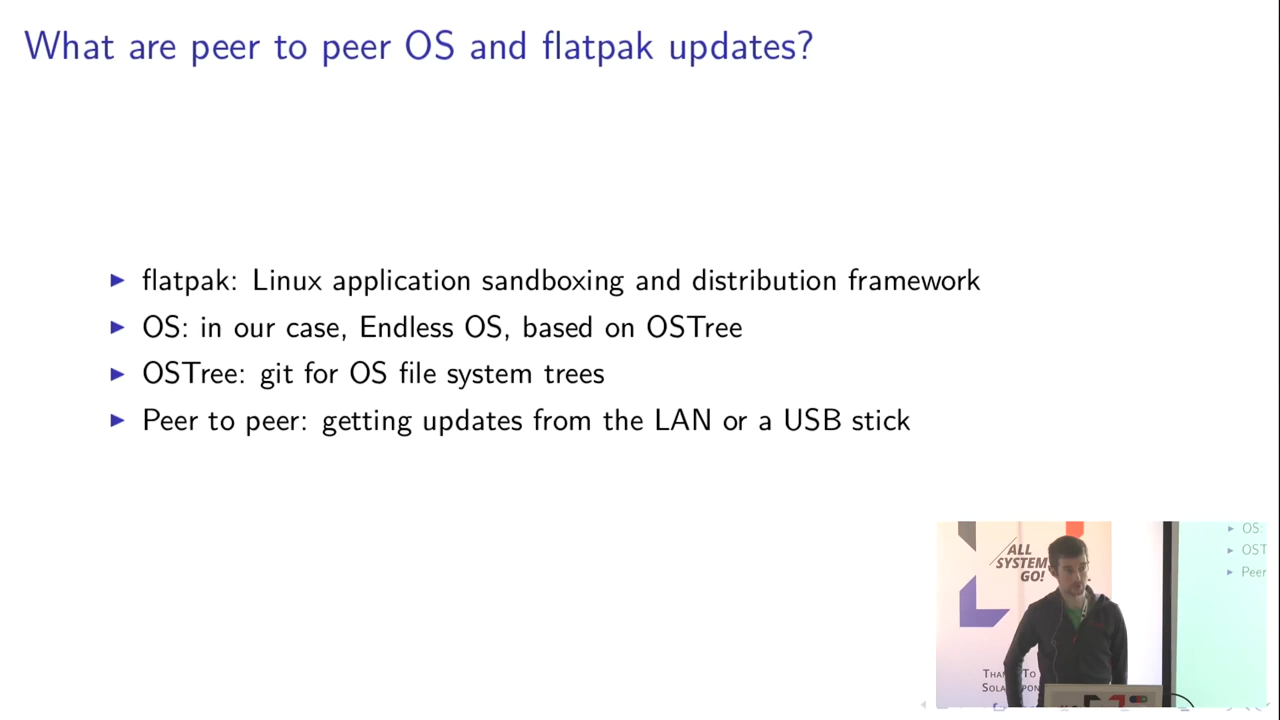 What are peer to peer OS and flatpak updates?
flatpak: Linux application sandboxing and distribution framework
OS: in our case, Endless OS, based on OSTree
OSTree: git for OS file system trees
Peer to peer: getting updates from the LAN or a USB stick
ALL
SYSTEM
GO!
OS:
OST
Peer
To